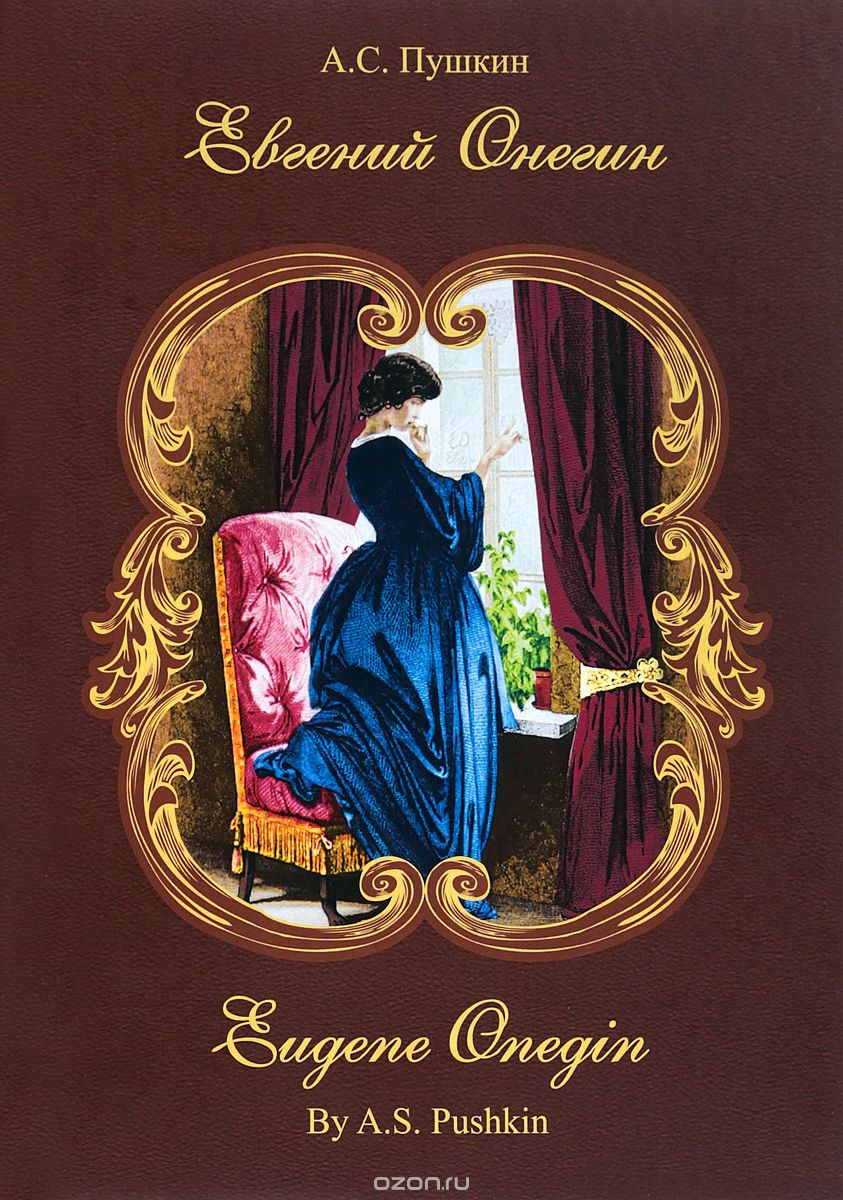 А.С. Пушкин
Евгений Онегин
Eugene Onegin
By A.S. Pushkin
ozon.ru